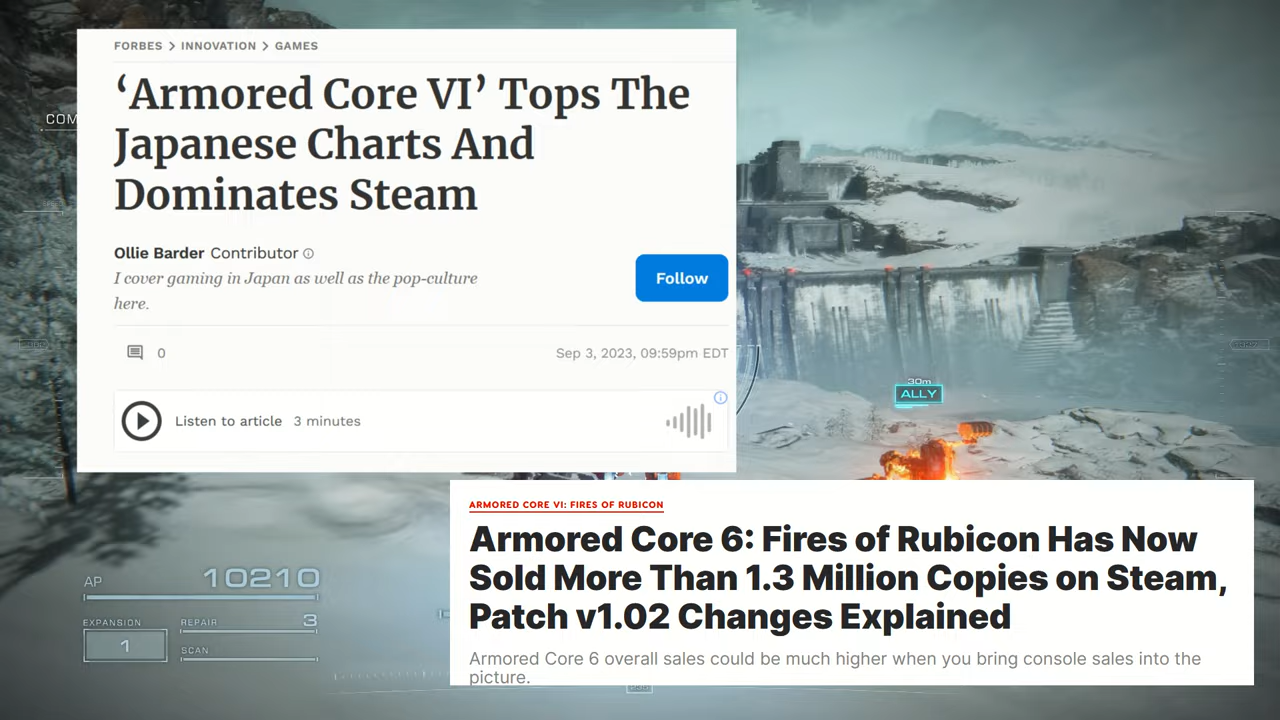 FORBES > INNOVATION > GAMES
‘Armored Core VI’ Tops The
Japanese Charts And
Dominates Steam
Ollie Barder Contributor
I cover gaming in Japan as well as the pop-culture
here.
Follow
0
Sep 3, 2023, 09:59pm EDT
Listen to article 3 minutes
COM
30m
ALLY
ARMORED CORE VI: FIRES OF RUBICON
Armored Core 6: Fires of Rubicon Has Now
Sold More Than 1.3 Million Copies on Steam,
Patch v1.02 Changes Explained
Armored Core 6 overall sales could be much higher when you bring console sales into the
picture.
AP 10210
EXPANSION
1
REPAIR 3
SCAN